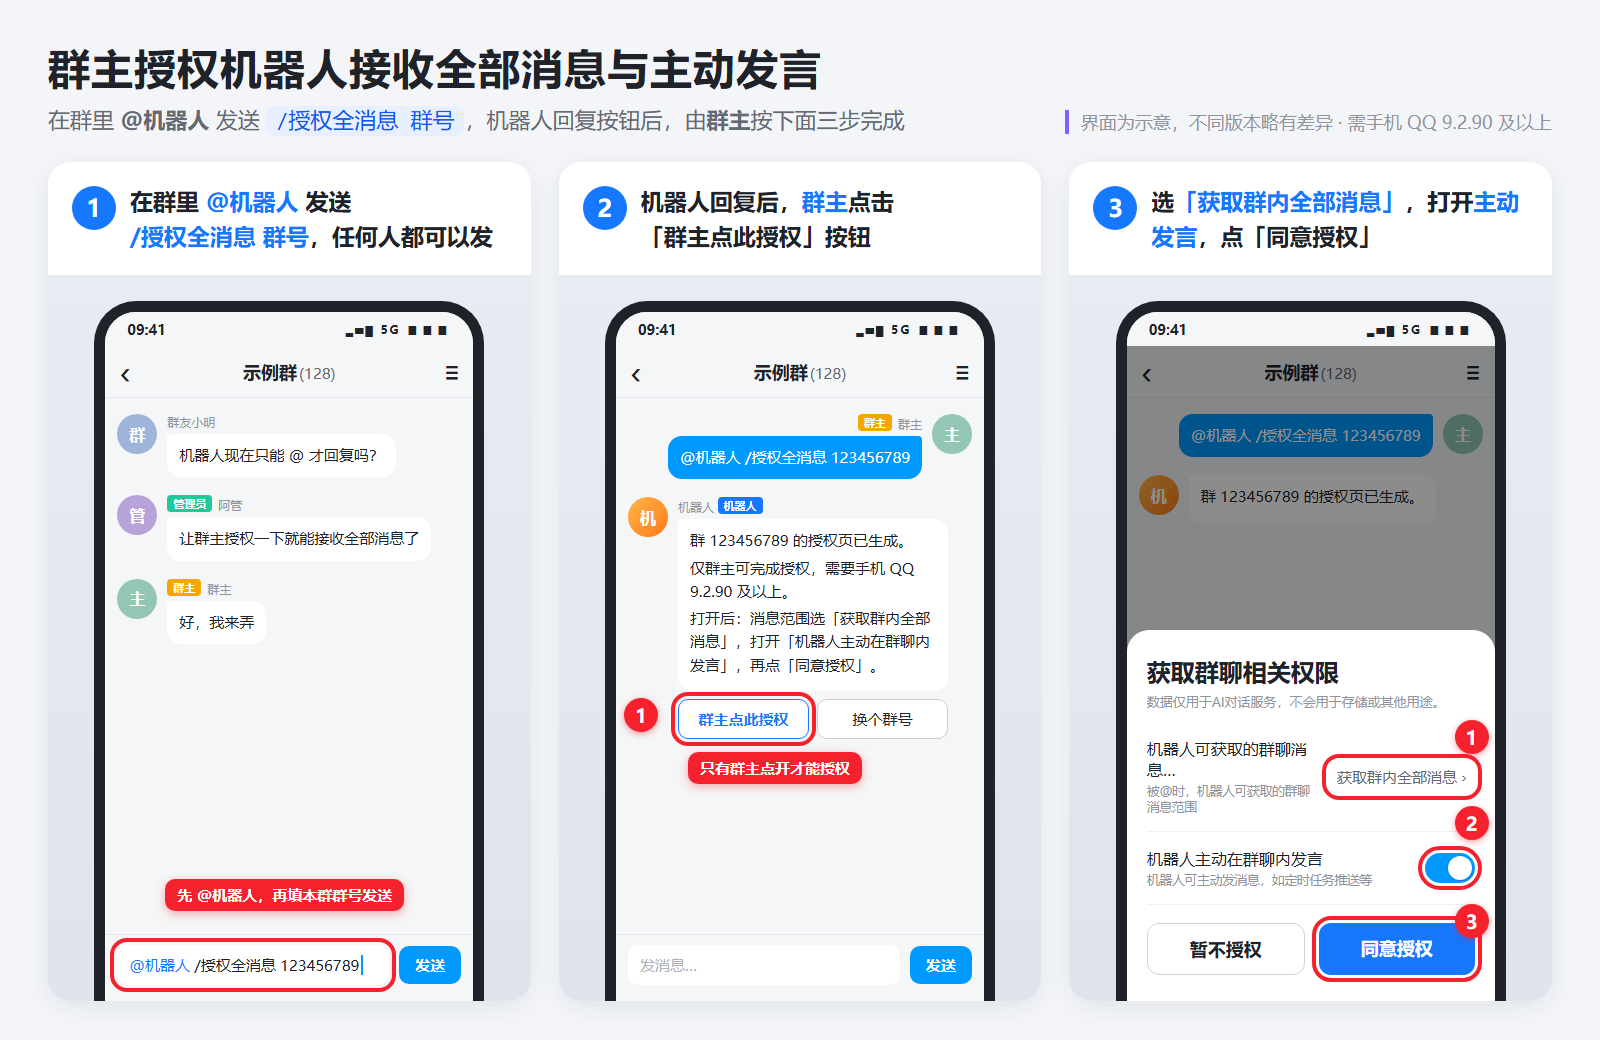 群主授权机器人接收全部消息与主动发言
在群里 @机器人 发送 /授权全消息 群号 ，机器人回复按钮后，由群主按下面三步完成
界面为示意，不同版本略有差异 · 需手机 QQ 9.2.90 及以上
1
在群里 @机器人 发送
/授权全消息 群号，任何人都可以发
09:41
5G
‹
示例群(128)
☰
群
群友小明
机器人现在只能 @ 才回复吗？
管
管理员 阿管
让群主授权一下就能接收全部消息了
主
群主 群主
好，我来弄
先 @机器人，再填本群群号发送
@机器人 /授权全消息 123456789
发送
2
机器人回复后，群主点击
「群主点此授权」按钮
09:41
5G
‹
示例群(128)
☰
群主 群主
主
@机器人 /授权全消息 123456789
机
机器人 机器人
群 123456789 的授权页已生成。
仅群主可完成授权，需要手机 QQ
9.2.90 及以上。
打开后：消息范围选「获取群内全部
消息」，打开「机器人主动在群聊内
发言」，再点「同意授权」。
1
群主点此授权
换个群号
只有群主点开才能授权
发消息...
发送
3
选「获取群内全部消息」，打开主动
发言，点「同意授权」
09:41
5G
‹
示例群(128)
☰
@机器人 /授权全消息 123456789
主
机
群 123456789 的授权页已生成。
获取群聊相关权限
数据仅用于AI对话服务，不会用于存储或其他用途。
1
机器人可获取的群聊消
息...
获取群内全部消息 ›
被@时，机器人可获取的群聊
消息范围
2
机器人主动在群聊内发言
机器人可主动发消息，如定时任务推送等
3
暂不授权
同意授权